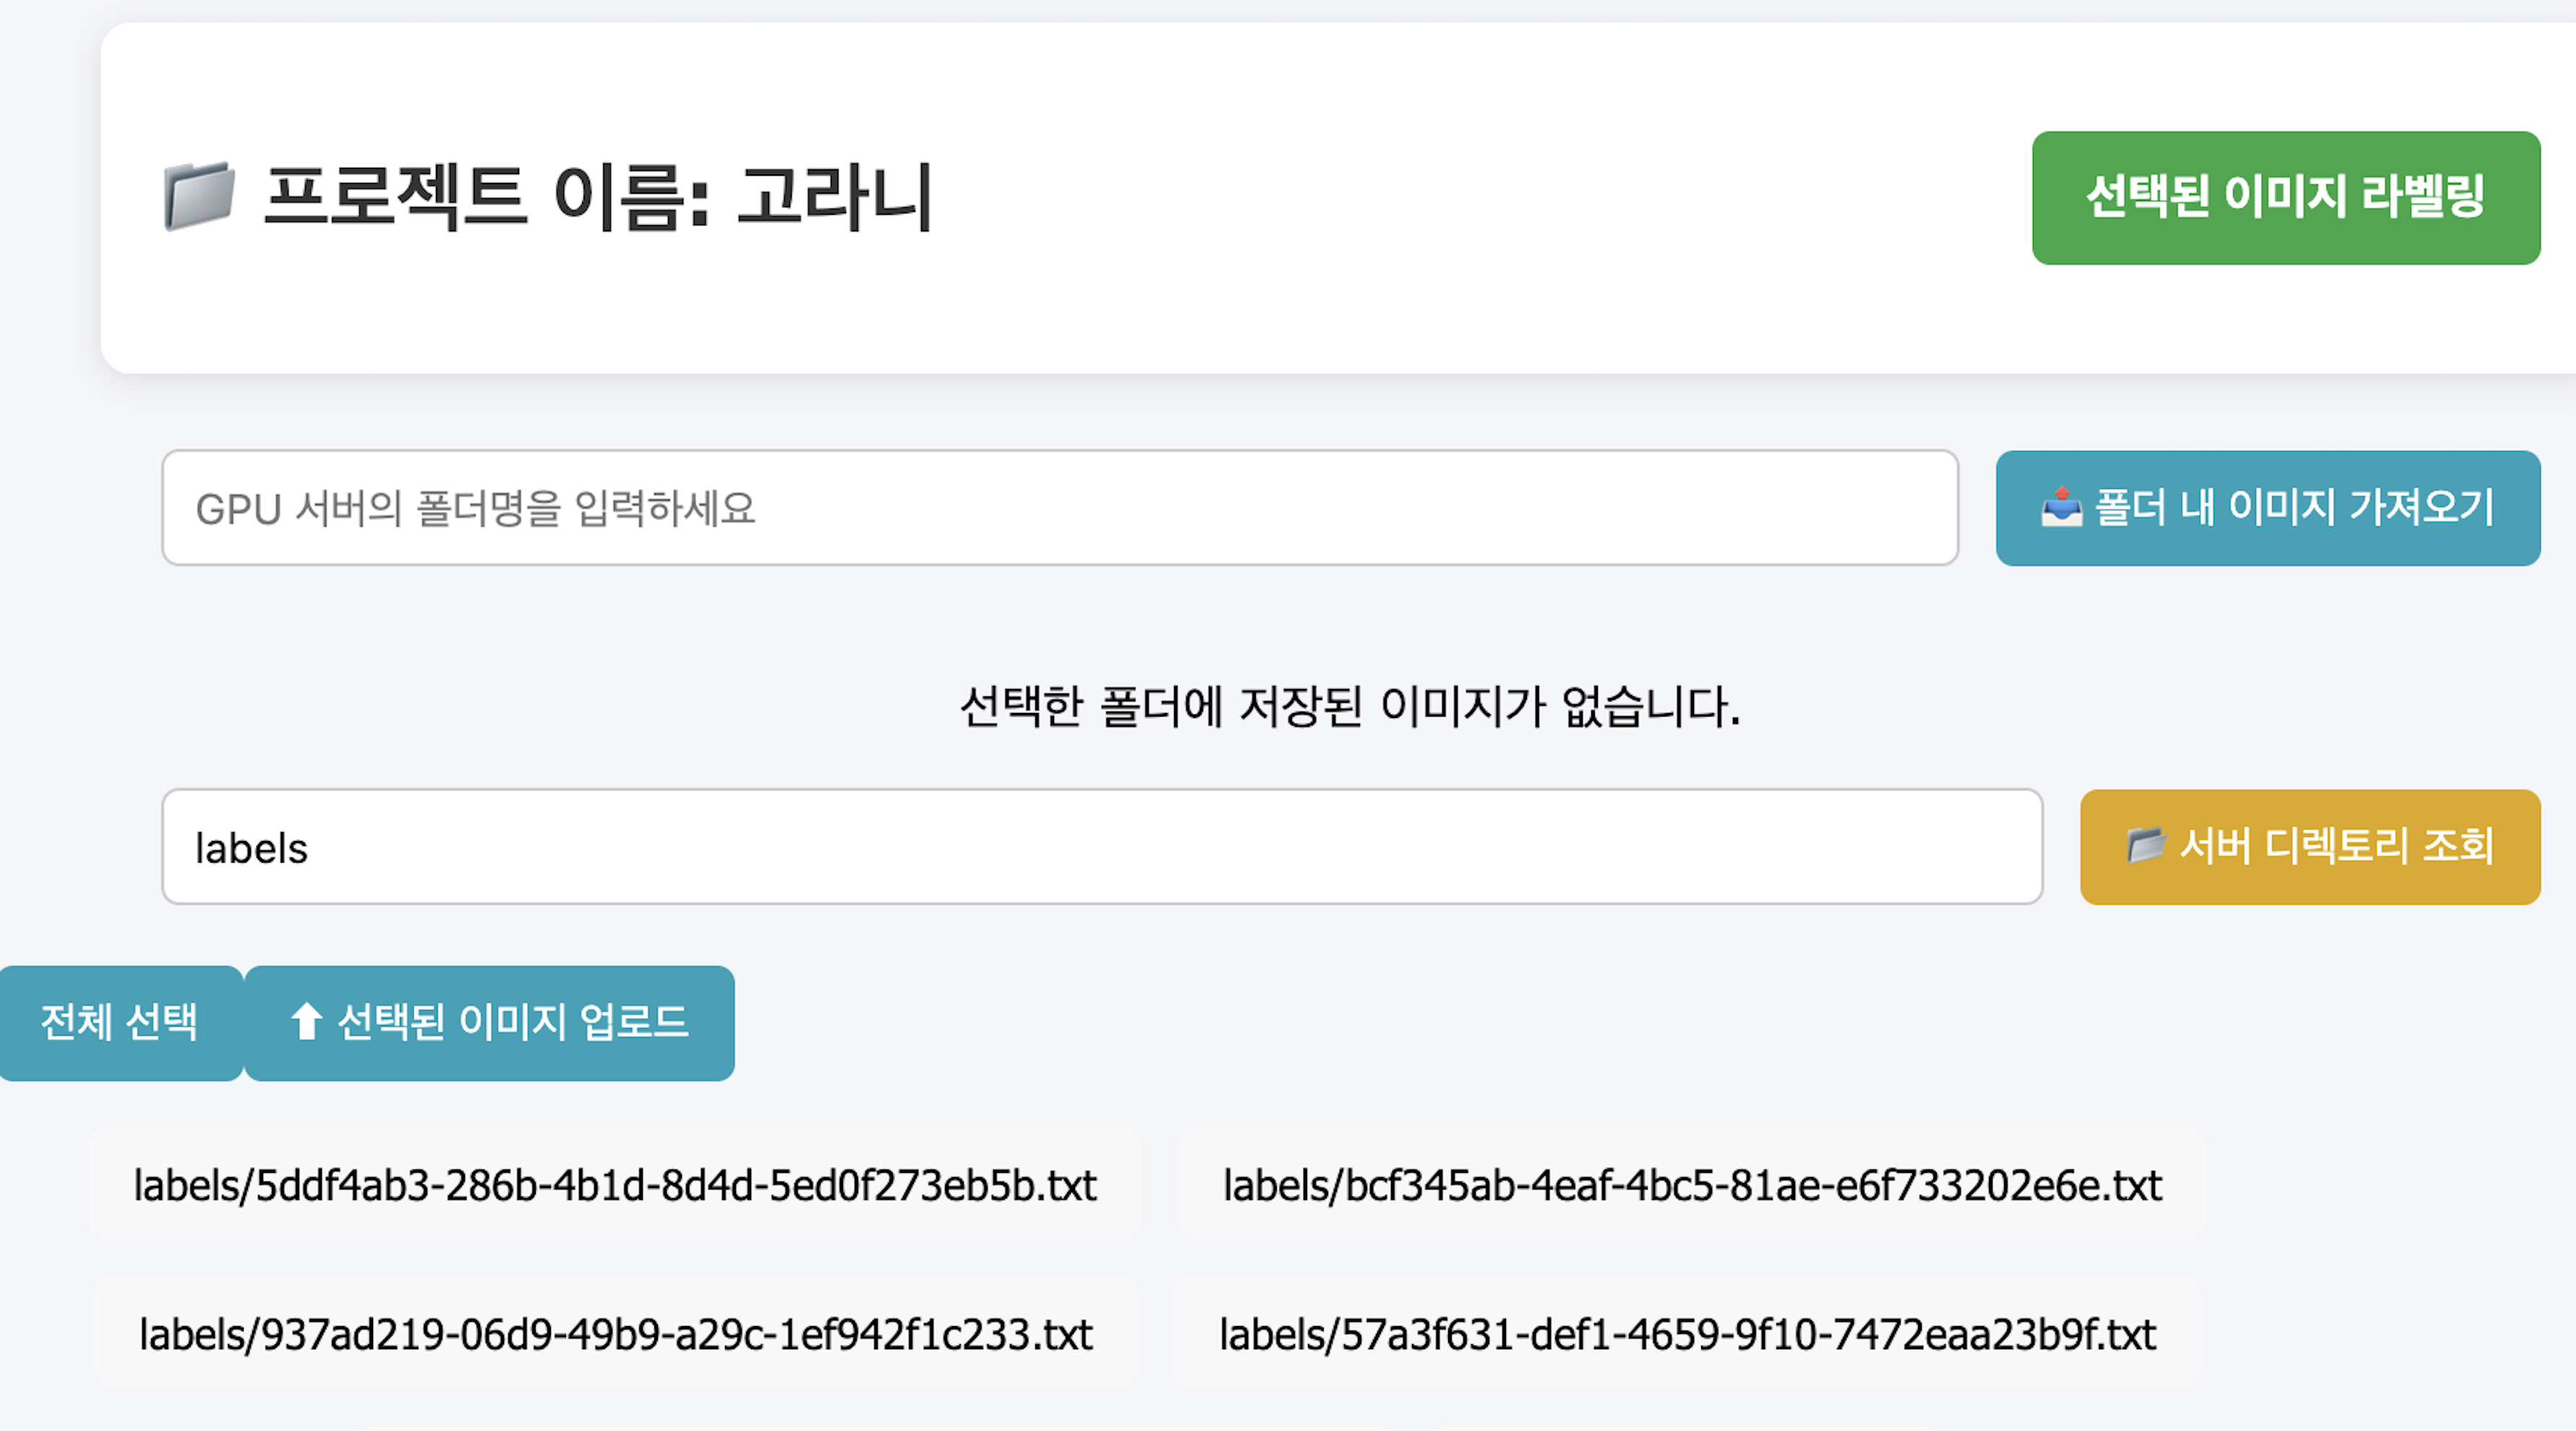 프로젝트 이름: 고라니
선택된 이미지 라벨링
GPU 서버의 폴더명을 입력하세요
폴더 내 이미지 가져오기
선택한 폴더에 저장된 이미지가 없습니다.
labels
서버 디렉토리 조회
전체 선택
선택된 이미지 업로드
labels/5ddf4ab3-286b-4b1d-8d4d-5ed0f273eb5b.txt
labels/bcf345ab-4eaf-4bc5-81ae-e6f733202e6e.txt
labels/937ad219-06d9-49b9-a29c-1ef942f1c233.txt
labels/57a3f631-def1-4659-9f10-7472eaa23b9f.txt